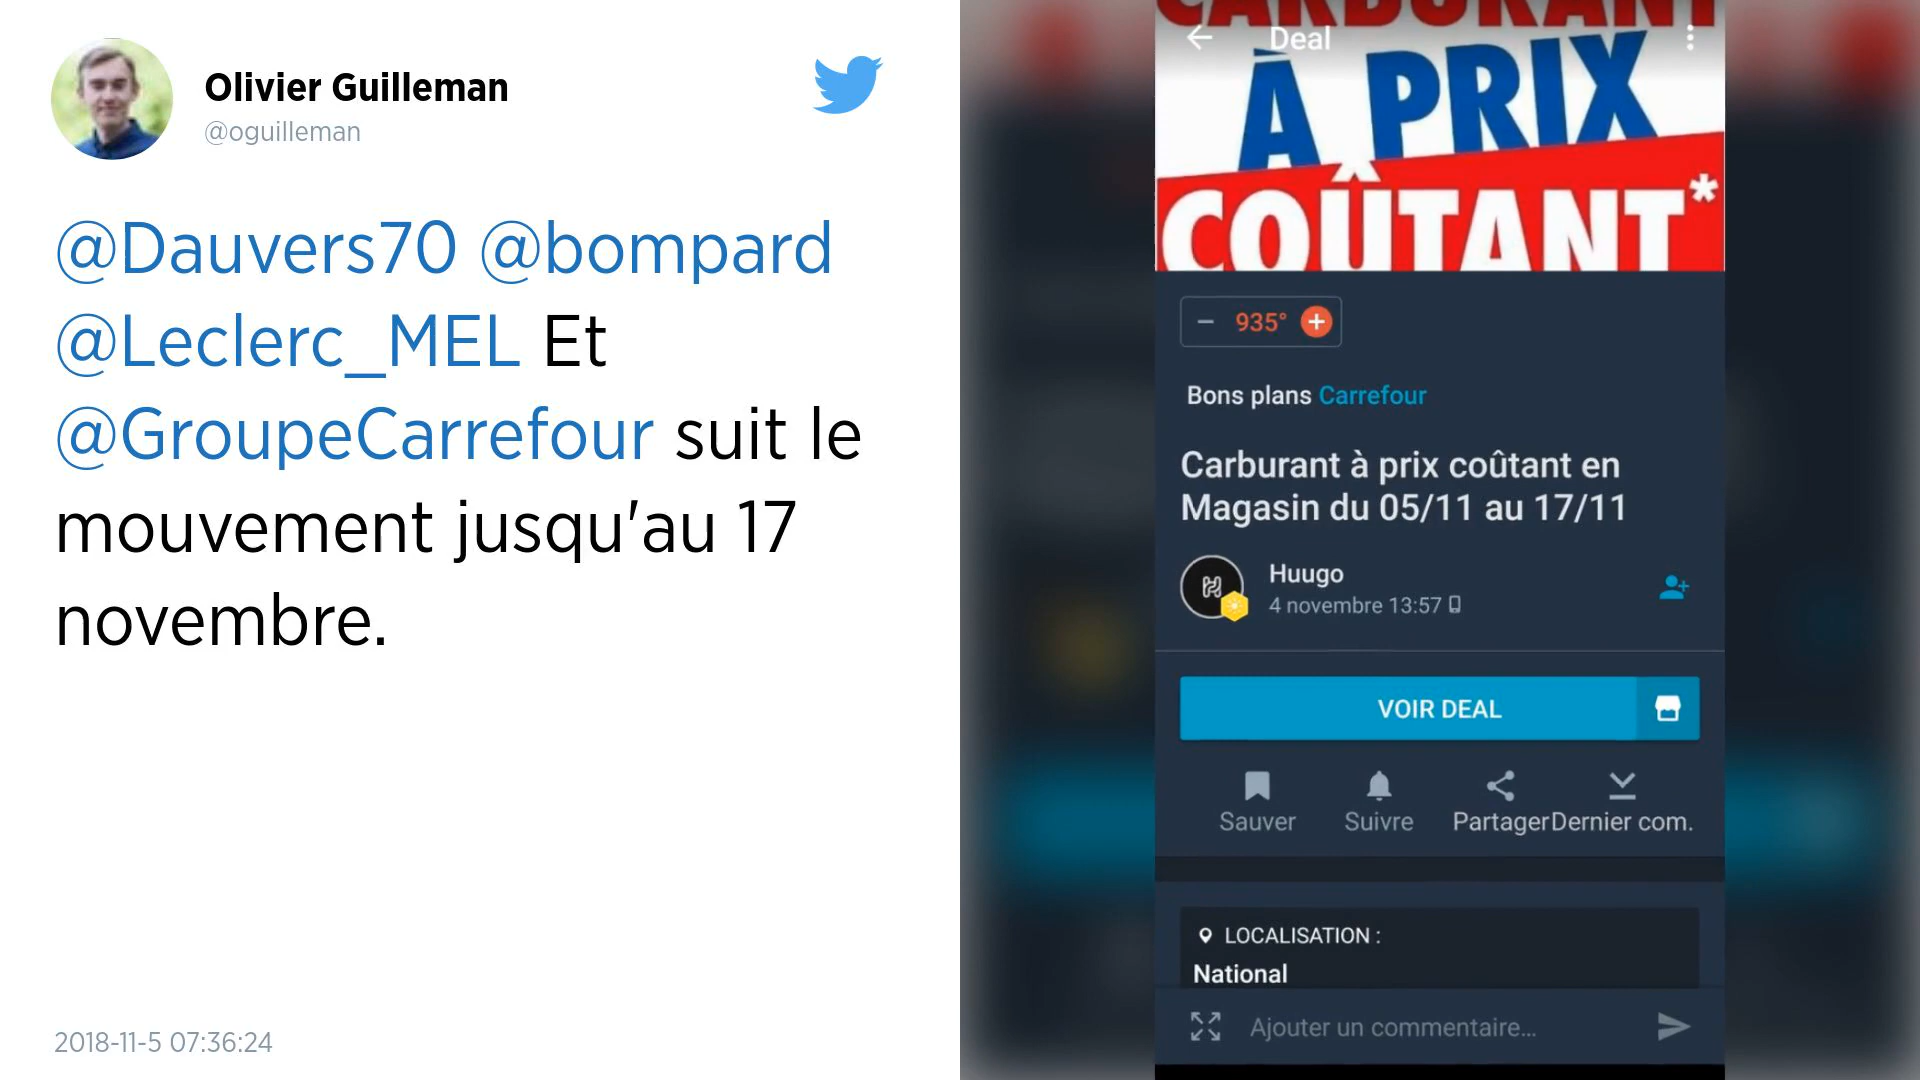 Olivier Guilleman
@oguilleman
@Dauvers70 @bompard
@Leclerc_MEL Et
@GroupeCarrefour suit le
mouvement jusqu'au 17
novembre.
2018-11-5 07:36:24
CARBURANT
Deal
À PRIX
COÛTANT*
935°
Bons plans Carrefour
Carburant à prix coûtant en
Magasin du 05/11 au 17/11
Huugo
4 novembre 13:57
VOIR DEAL
Sauver Suivre Partager Dernier com.
LOCALISATION :
National
Ajouter un commentaire...